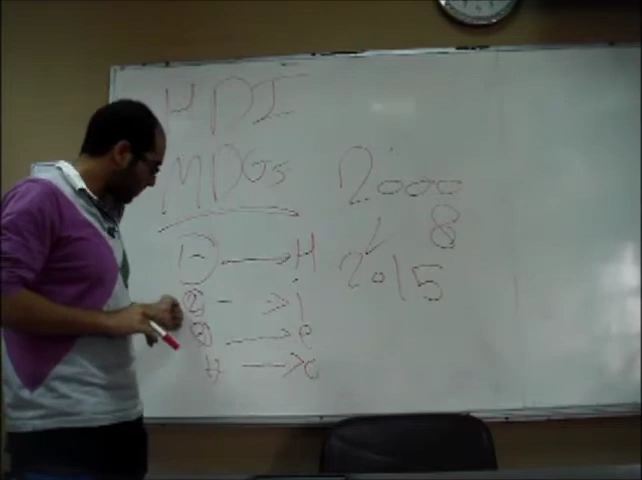 HDI
MDGs 2000
8
→ H 2015
→ i
→ e
→ c